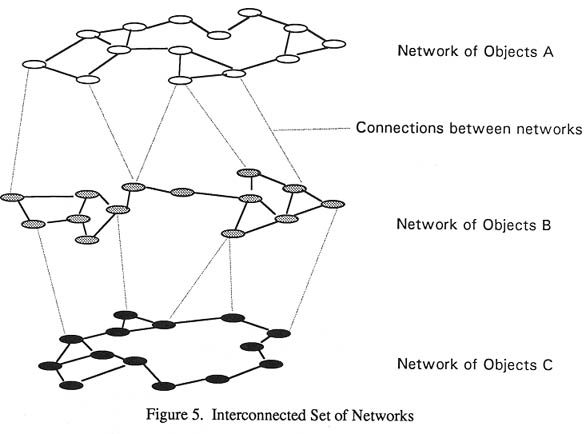 Network of Objects A
Connections between networks
Network of Objects B
Network of Objects C
Figure 5. Interconnected Set of Networks